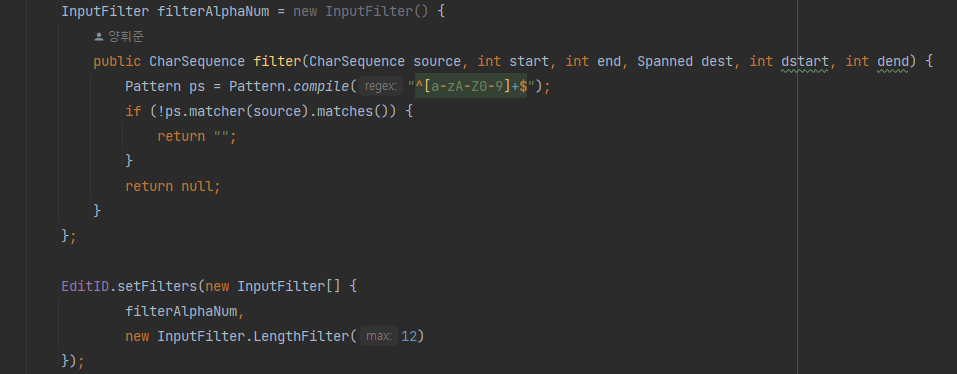 InputFilter filterAlphaNum = new InputFilter() {
양휘준
public CharSequence filter(CharSequence source, int start, int end, Spanned dest, int dstart, int dend) {
Pattern ps = Pattern.compile( regex: "^[a-zA-Z0-9]+$");
if (!ps.matcher(source).matches()) {
return "";
}
return null;
}
};
EditID.setFilters(new InputFilter[] {
filterAlphaNum,
new InputFilter.LengthFilter( max: 12)
});